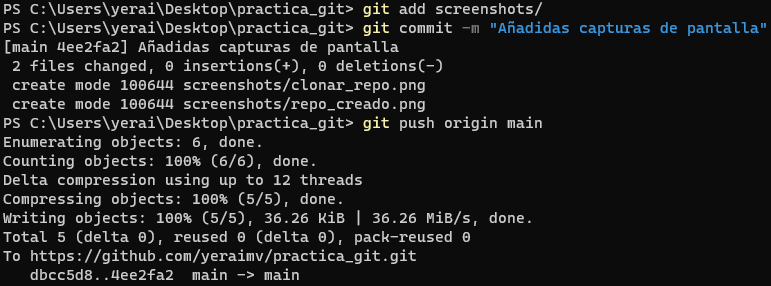 PS C:\Users\yerai\Desktop\practica_git> git add screenshots/
PS C:\Users\yerai\Desktop\practica_git> git commit -m "Añadidas capturas de pantalla"
[main 4ee2fa2] Añadidas capturas de pantalla
 2 files changed, 0 insertions(+), 0 deletions(-)
 create mode 100644 screenshots/clonar_repo.png
 create mode 100644 screenshots/repo_creado.png
PS C:\Users\yerai\Desktop\practica_git> git push origin main
Enumerating objects: 6, done.
Counting objects: 100% (6/6), done.
Delta compression using up to 12 threads
Compressing objects: 100% (5/5), done.
Writing objects: 100% (5/5), 36.26 KiB | 36.26 MiB/s, done.
Total 5 (delta 0), reused 0 (delta 0), pack-reused 0
To https://github.com/yeraimv/practica_git.git
   dbcc5d8..4ee2fa2  main -> main